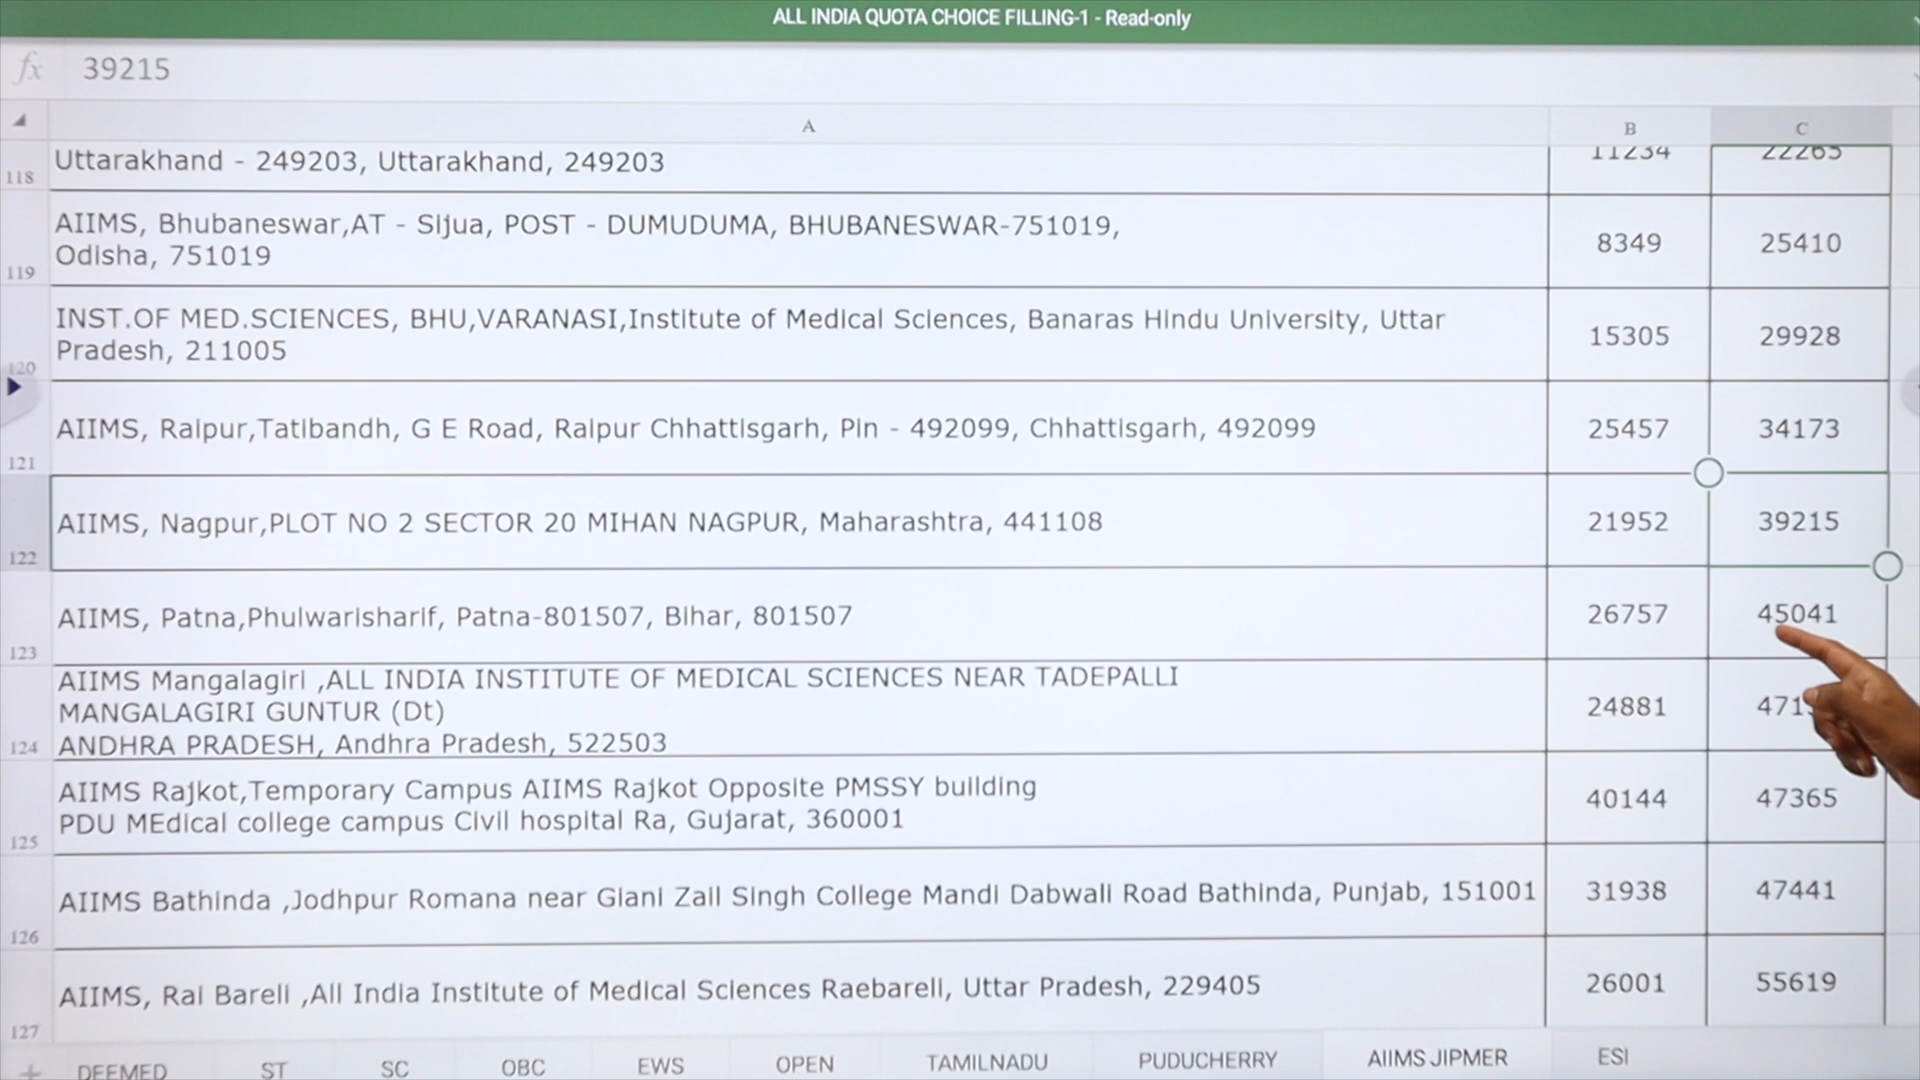 ALL INDIA QUOTA CHOICE FILLING-1 - Read-only
fx 39215
A B C
118 Uttarakhand - 249203, Uttarakhand, 249203 11234 22265
AIIMS, Bhubaneswar,AT - Sijua, POST - DUMUDUMA, BHUBANESWAR-751019,
119 Odisha, 751019 8349 25410
INST.OF MED.SCIENCES, BHU,VARANASI,Institute of Medical Sciences, Banaras Hindu University, Uttar
120 Pradesh, 211005 15305 29928
121 AIIMS, Raipur,Tatibandh, G E Road, Raipur Chhattisgarh, Pin - 492099, Chhattisgarh, 492099 25457 34173
122 AIIMS, Nagpur,PLOT NO 2 SECTOR 20 MIHAN NAGPUR, Maharashtra, 441108 21952 39215
123 AIIMS, Patna,Phulwarisharif, Patna-801507, Bihar, 801507 26757 45041
AIIMS Mangalagiri ,ALL INDIA INSTITUTE OF MEDICAL SCIENCES NEAR TADEPALLI
MANGALAGIRI GUNTUR (Dt)
124 ANDHRA PRADESH, Andhra Pradesh, 522503 24881
AIIMS Rajkot,Temporary Campus AIIMS Rajkot Opposite PMSSY building
125 PDU MEdical college campus Civil hospital Ra, Gujarat, 360001 40144 47365
126 AIIMS Bathinda ,Jodhpur Romana near Giani Zail Singh College Mandi Dabwali Road Bathinda, Punjab, 151001 31938 47441
127 AIIMS, Rai Bareli ,All India Institute of Medical Sciences Raebareli, Uttar Pradesh, 229405 26001 55619
DEEMED ST SC OBC EWS OPEN TAMILNADU PUDUCHERRY AIIMS JIPMER ESI